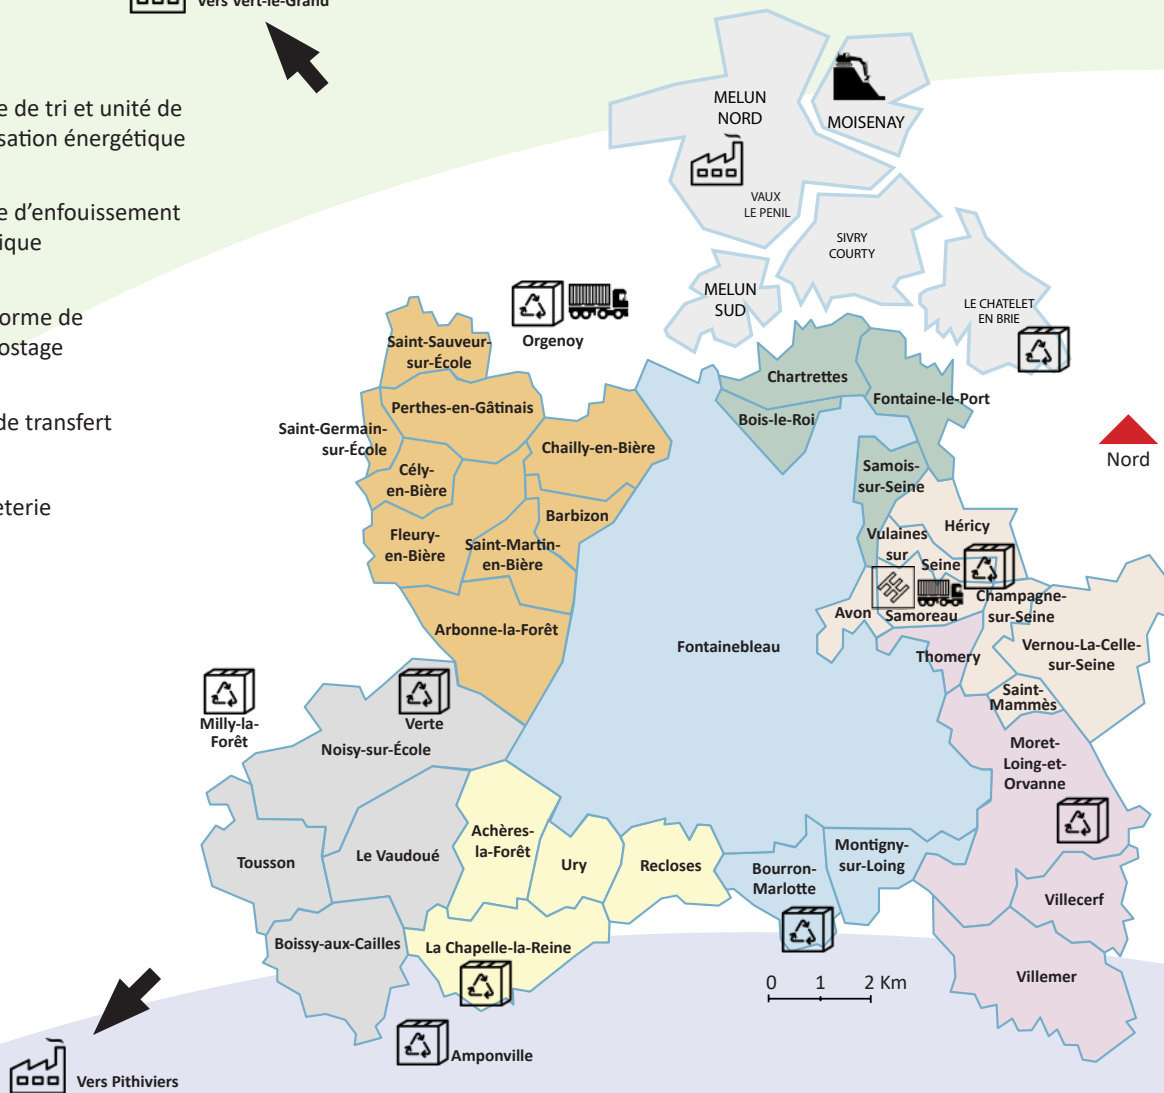 Vers Vert-le-Grand
e de tri et unité de
sation énergétique
e d'enfouissement
ique
orme de
ostage
de transfert
eterie
MELUN
NORD
MOISENAY
VAUX
LE PENIL
SIVRY
COURTY
MELUN
SUD
LE CHATELET
EN BRIE
Orgenoy
Saint-Sauveur-
sur-École
Perthes-en-Gâtinais
Saint-Germain-
sur-École
Chailly-en-Bière
Cély-
en-Bière
Barbizon
Fleury-
en-Bière
Saint-Martin-
en-Bière
Arbonne-la-Forêt
Chartrettes
Bois-le-Roi
Fontaine-le-Port
Nord
Samois-
sur-Seine
Héricy
Vulaines
sur
Seine
Avon
Samoreau
Champagne-
sur-Seine
Thomery
Vernou-La-Celle-
sur-Seine
Saint-
Mammès
Fontainebleau
Moret-
Loing-et-
Orvanne
Milly-la-
Forêt
Verte
Noisy-sur-École
Tousson
Le Vaudoué
Achères-
la-Forêt
Ury
Recloses
Bourron-
Marlotte
Montigny-
sur-Loing
Villecerf
Boissy-aux-Cailles
La Chapelle-la-Reine
Villemer
0 1 2 Km
Amponville
Vers Pithiviers